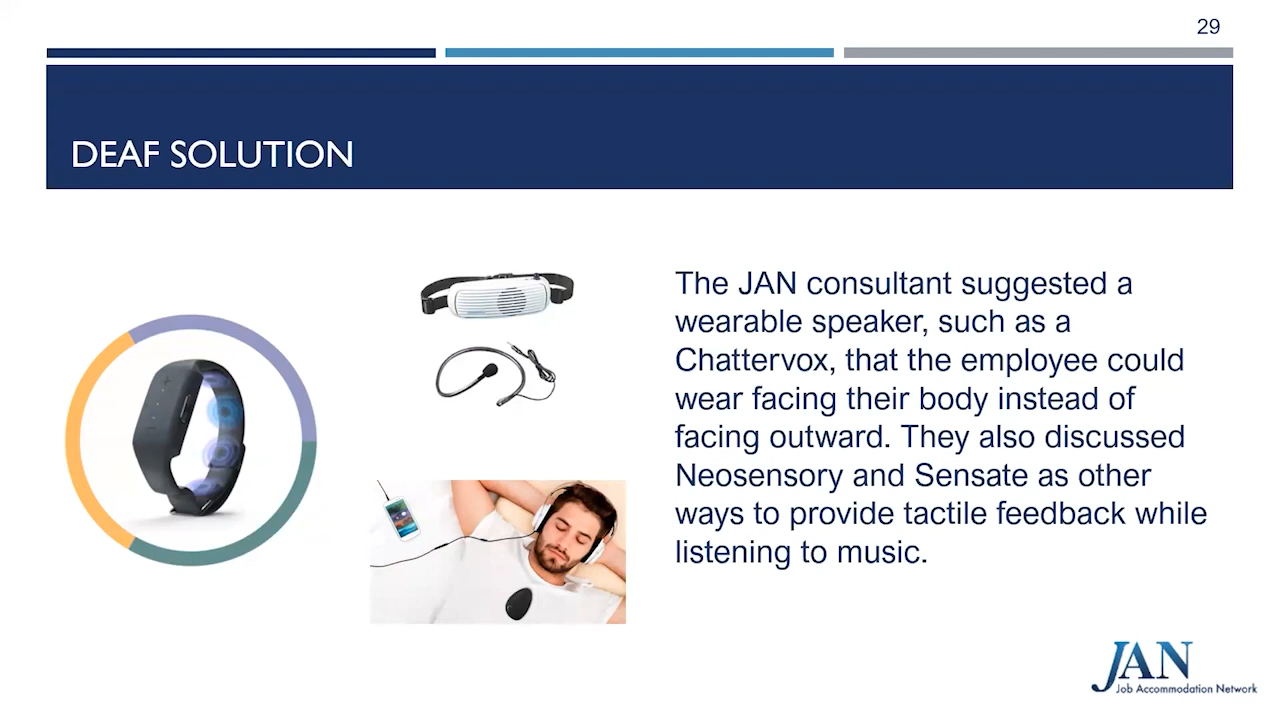 29
DEAF SOLUTION
The JAN consultant suggested a
wearable speaker, such as a
Chattervox, that the employee could
wear facing their body instead of
facing outward. They also discussed
Neosensory and Sensate as other
ways to provide tactile feedback while
listening to music.
JAN
Job Accommodation Network